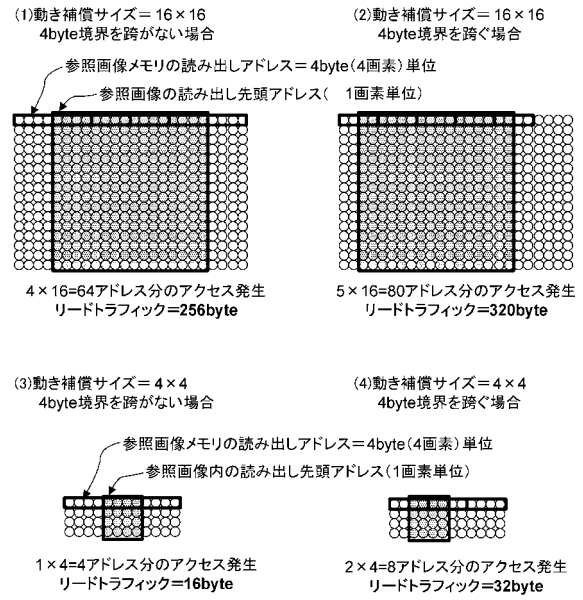 (1)動き補償サイズ＝16×16
4byte境界を跨がない場合
(2)動き補償サイズ＝16×16
4byte境界を跨ぐ場合
参照画像メモリの読み出しアドレス＝4byte(4画素)単位
参照画像の読み出し先頭アドレス( 1画素単位)
4×16=64アドレス分のアクセス発生
リードトラフィック=256byte
5×16=80アドレス分のアクセス発生
リードトラフィック=320byte
(3)動き補償サイズ＝4×4
4byte境界を跨がない場合
(4)動き補償サイズ＝4×4
4byte境界を跨ぐ場合
参照画像メモリの読み出しアドレス＝4byte(4画素)単位
参照画像内の読み出し先頭アドレス(1画素単位)
1×4=4アドレス分のアクセス発生
リードトラフィック=16byte
2×4=8アドレス分のアクセス発生
リードトラフィック=32byte